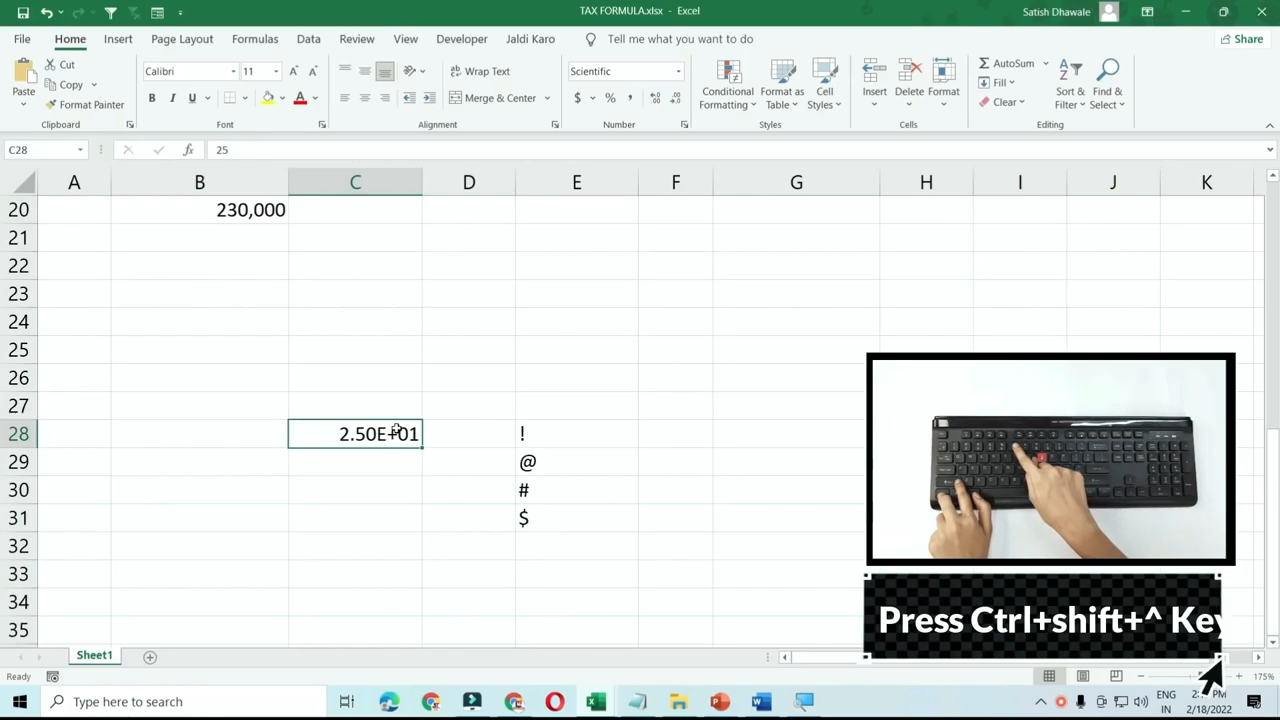 TAX FORMULA.xlsx - Excel
Satish Dhawale
File Home Insert Page Layout Formulas Data Review View Developer Jaldi Karo Tell me what you want to do Share
Paste
Cut
Copy
Format Painter
Clipboard
Calibri 11
B I U
Font
Wrap Text
Merge & Center
Alignment
Scientific
$ % ,
Number
Conditional
Formatting
Format as
Table
Cell
Styles
Styles
Insert
Delete
Format
Cells
AutoSum
Fill
Clear
Sort &
Filter
Find &
Select
Editing
C28 fx 25
A B C D E F G H I J K
20 230,000
21
22
23
24
25
26
27
28 2.50E+01 !
29 @
30 #
31 $
32
33
34
35
Press Ctrl+shift+^ Key
Sheet1
Ready 175%
Type here to search
ENG
IN
2/18/2022